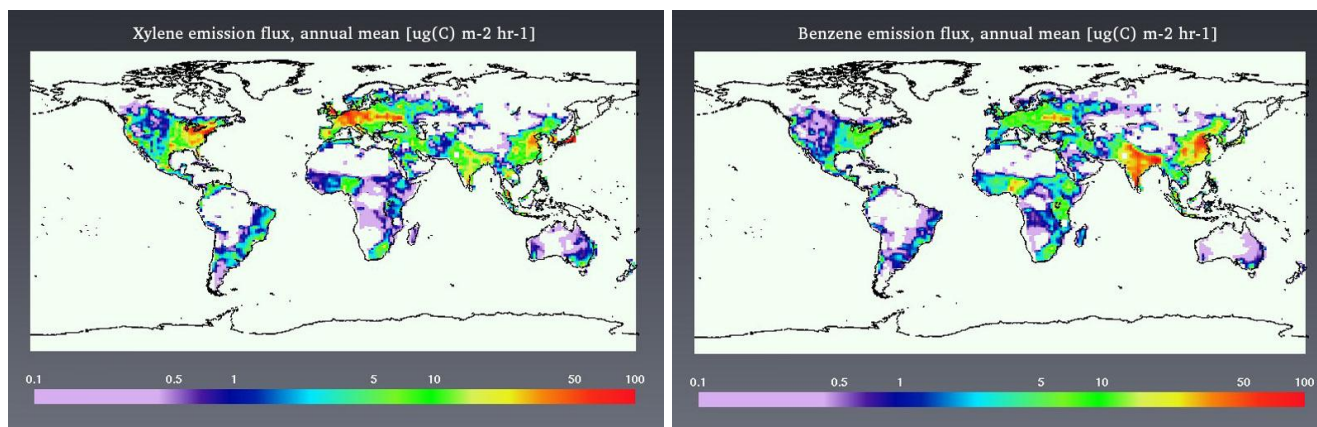 Xylene emission flux, annual mean [ug(C) m-2 hr-1]
0.1 0.5 1 5 10 50 100
Benzene emission flux, annual mean [ug(C) m-2 hr-1]
0.1 0.5 1 5 10 50 100